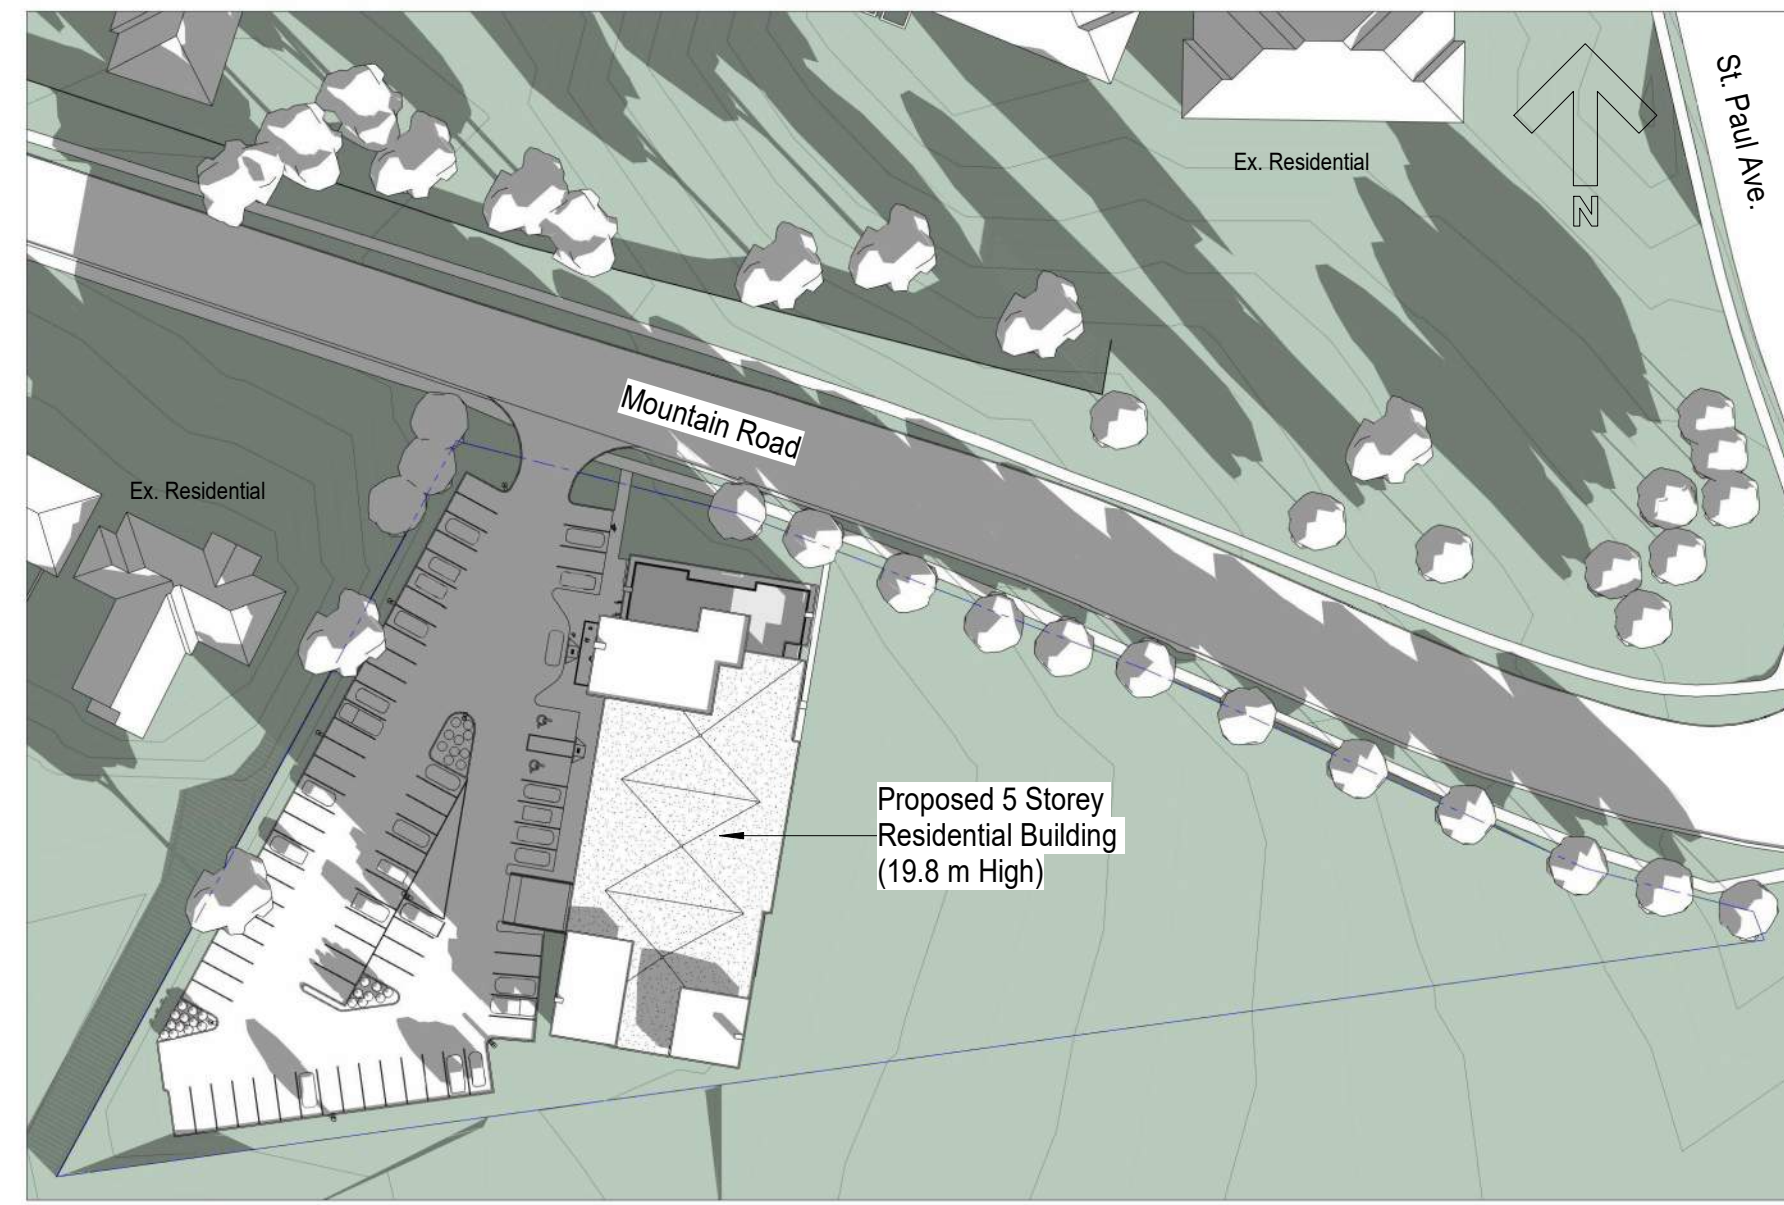 St. Paul Ave.
Ex. Residential
N
Mountain Road
Ex. Residential
Proposed 5 Storey
Residential Building
(19.8 m High)